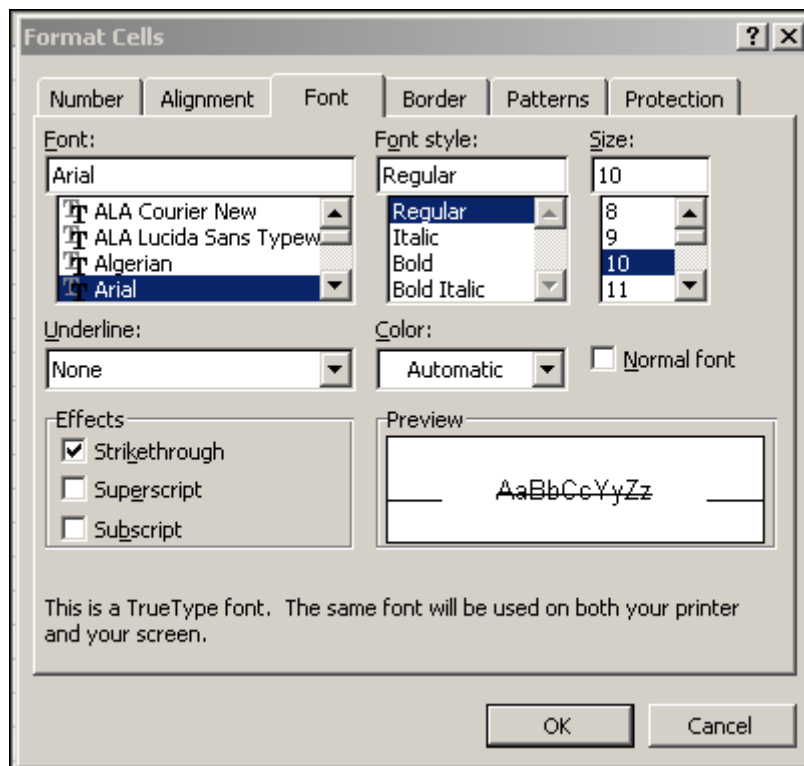 Format Cells
Number Alignment Font Border Patterns Protection
Font: Font style: Size:
Arial Regular 10
ALA Courier New Regular 8
ALA Lucida Sans Typew Italic 9
Algerian Bold 10
Arial Bold Italic 11
Underline: Color:
None Automatic Normal font
Effects Preview
Strikethrough
AaBbCcYyZz
Superscript
Subscript
This is a TrueType font. The same font will be used on both your printer
and your screen.
OK Cancel